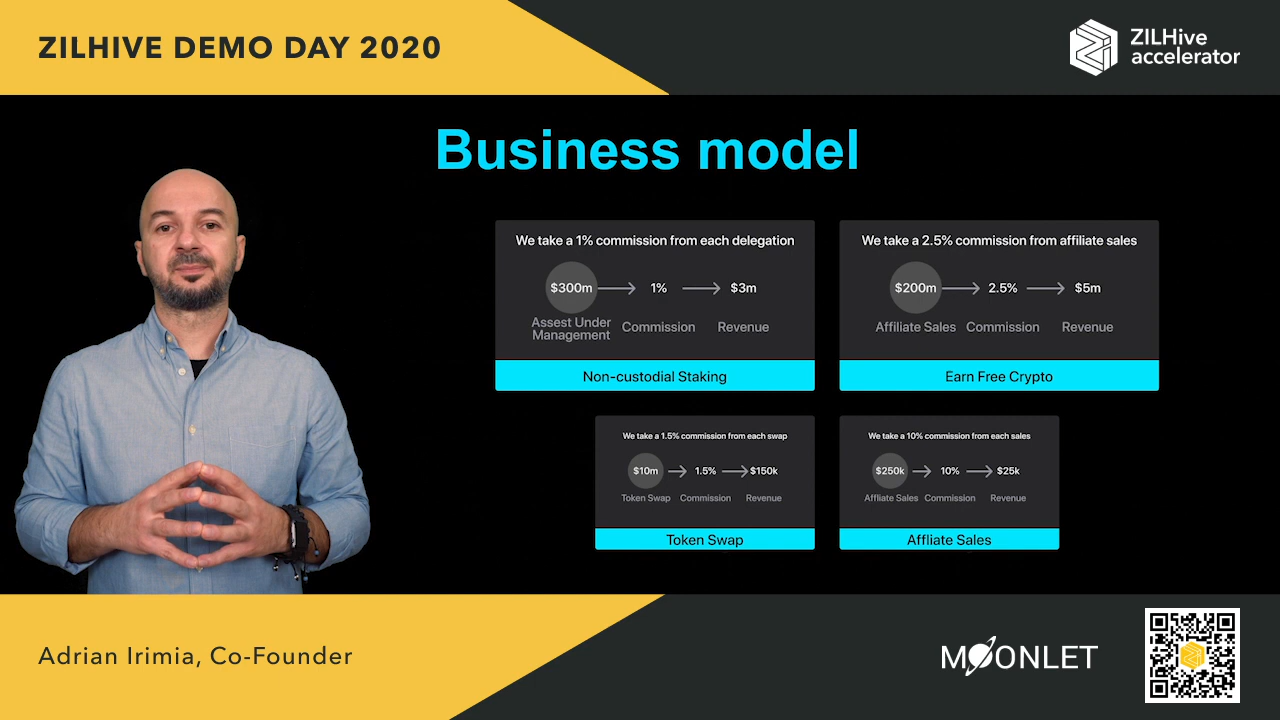 ZILHIVE DEMO DAY 2020
ZILHive
accelerator
Business model
We take a 1% commission from each delegation
$300m
1%
$3m
Assest Under
Management
Commission
Revenue
Non-custodial Staking
We take a 2.5% commission from affiliate sales
$200m
2.5%
$5m
Affiliate Sales
Commission
Revenue
Earn Free Crypto
We take a 1.5% commission from each swap
$10m
1.5%
$150k
Token Swap
Commission
Revenue
Token Swap
We take a 10% commission from each sales
$250k
10%
$25k
Affliate Sales
Commission
Revenue
Affliate Sales
Adrian Irimia, Co-Founder
MOONLET